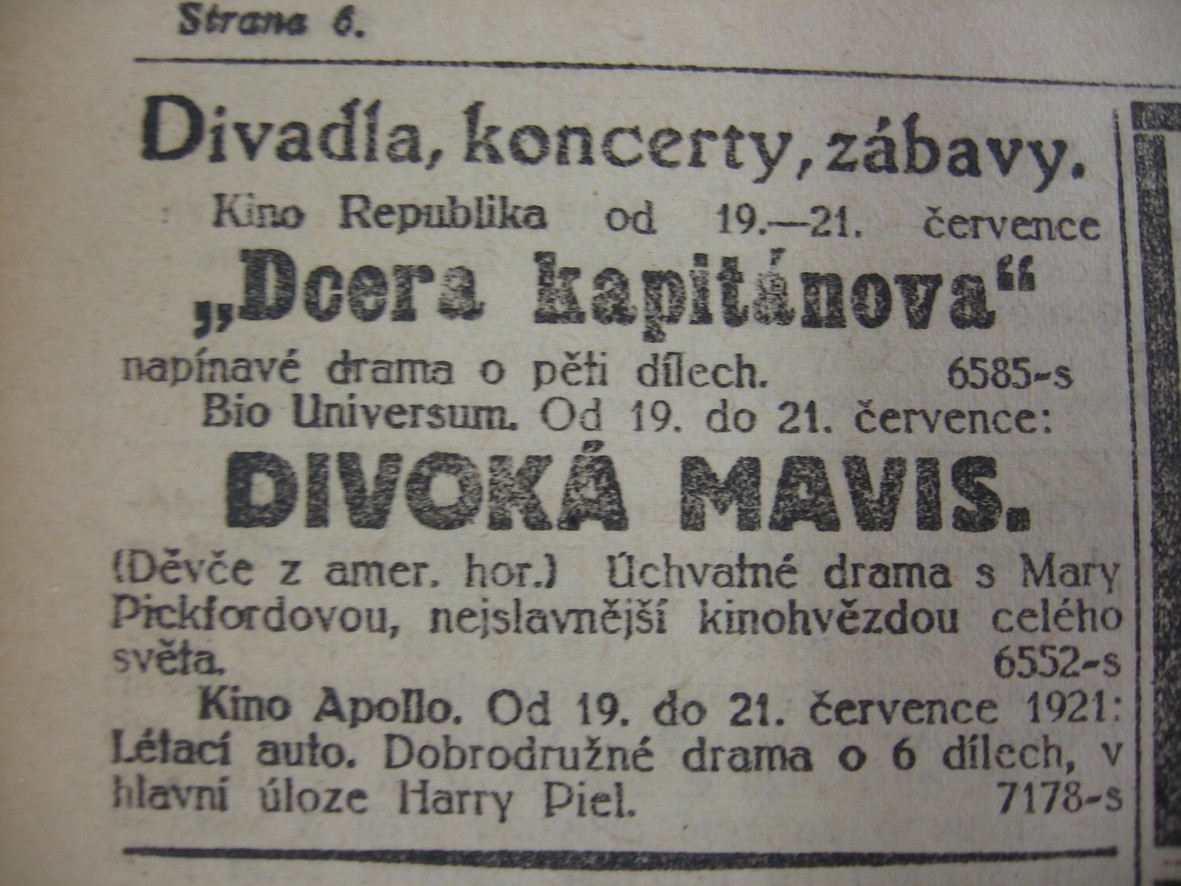 Strana 6.
Divadla, koncerty, zábavy.
Kino Republika od 19.—21. července
„Dcera kapitánova“
napínavé drama o pěti dílech. 6585-s
Bio Universum. Od 19. do 21. července:
DIVOKÁ MAVIS.
(Děvče z amer. hor.) Úchvatné drama s Mary
Pickfordovou, nejslavnější kinohvězdou celého
světa. 6552-s
Kino Apollo. Od 19. do 21. července 1921:
Létací auto. Dobrodružné drama o 6 dílech, v
hlavní úloze Harry Piel. 7178-s